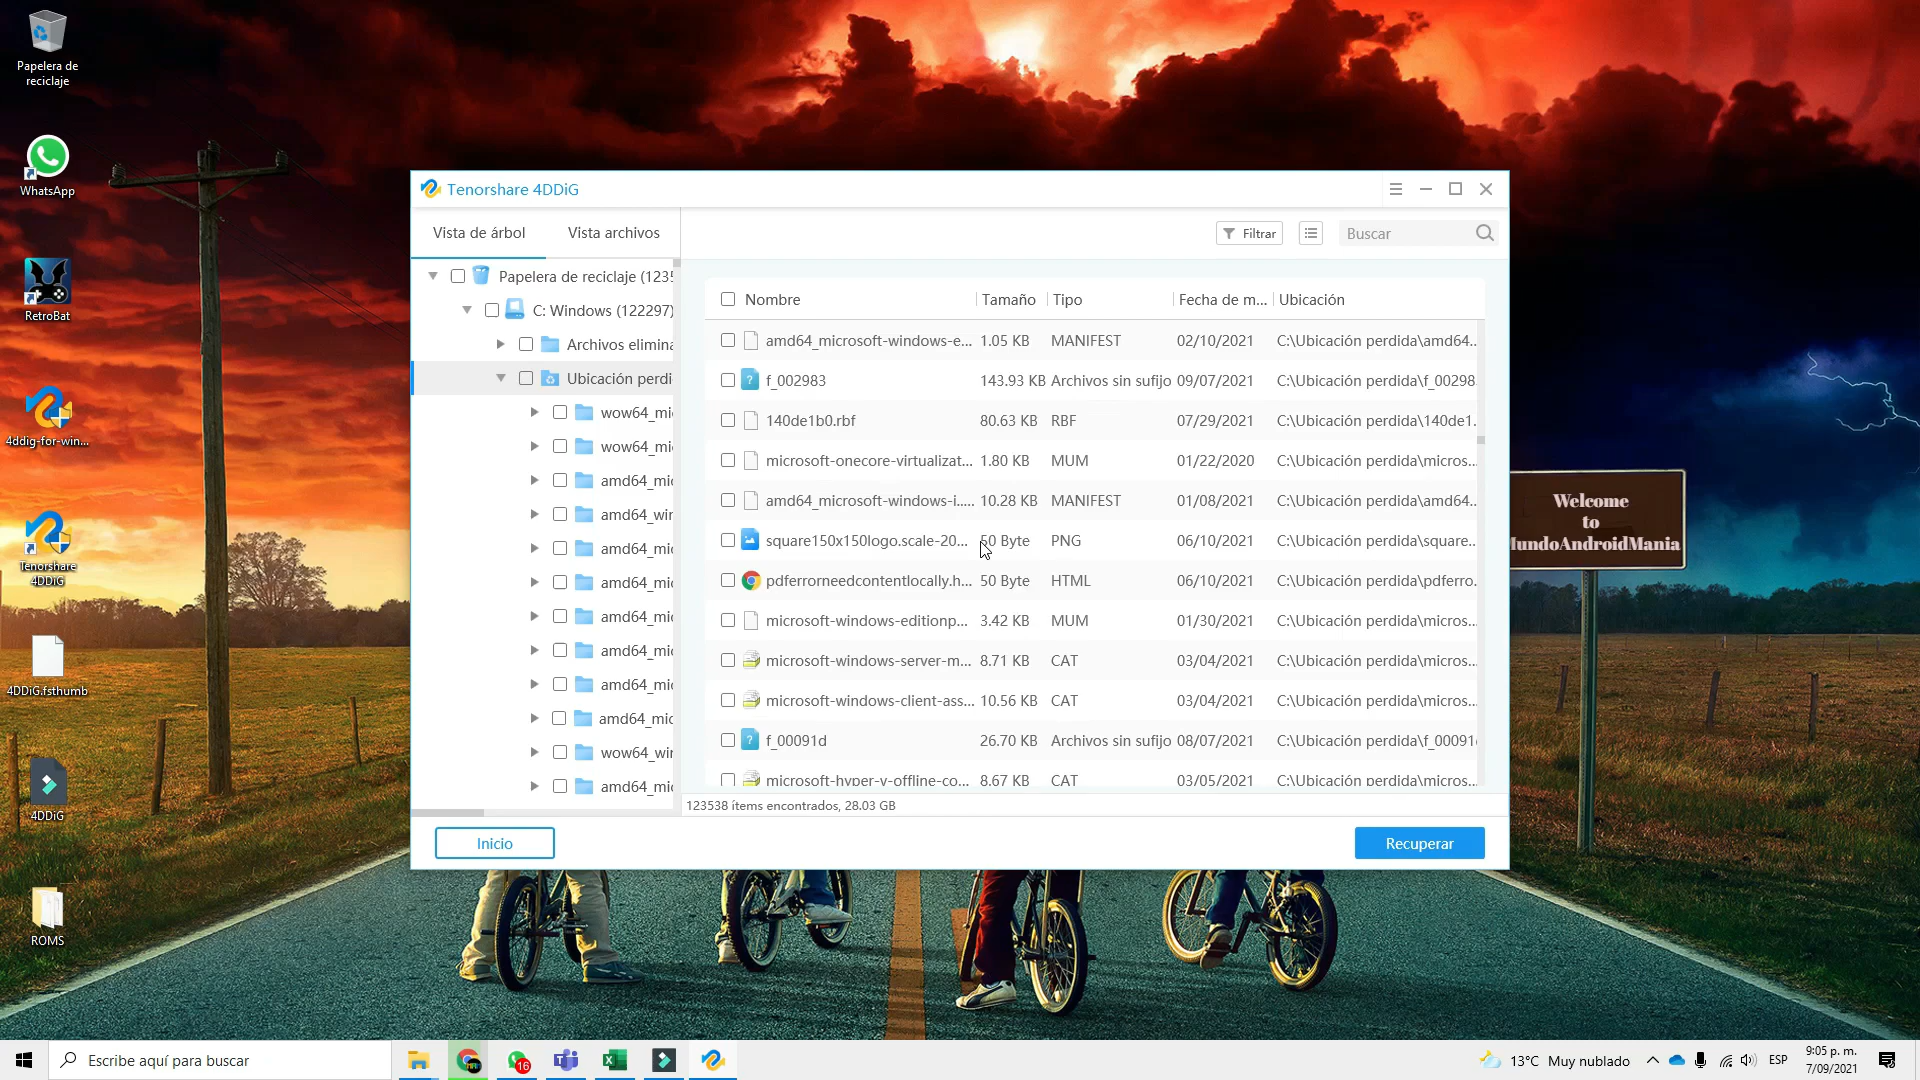 Papelera de
reciclaje
WhatsApp
RetroBat
4ddig-for-win...
Tenorshare
4DDiG
4DDiG.fsthumb
4DDiG
ROMS
Tenorshare 4DDiG
Vista de árbol
Vista archivos
Filtrar
Buscar
Papelera de reciclaje (1235
C: Windows (122297)
Archivos elimina
Ubicación perdi
wow64_mi
wow64_mi
amd64_mi
amd64_wir
amd64_mi
amd64_mi
amd64_mi
amd64_mi
amd64_mi
amd64_mic
wow64_wir
amd64_mi
Nombre Tamaño Tipo Fecha de m... Ubicación
amd64_microsoft-windows-e... 1.05 KB MANIFEST 02/10/2021 C:\Ubicación perdida\amd64..
f_002983 143.93 KB Archivos sin sufijo 09/07/2021 C:\Ubicación perdida\f_00298
140de1b0.rbf 80.63 KB RBF 07/29/2021 C:\Ubicación perdida\140de1.
microsoft-onecore-virtualizat... 1.80 KB MUM 01/22/2020 C:\Ubicación perdida\micros...
amd64_microsoft-windows-i..... 10.28 KB MANIFEST 01/08/2021 C:\Ubicación perdida\amd64..
square150x150logo.scale-20... 50 Byte PNG 06/10/2021 C:\Ubicación perdida\square..
pdferrorneedcontentlocally.h... 50 Byte HTML 06/10/2021 C:\Ubicación perdida\pdferro.
microsoft-windows-editionp... 3.42 KB MUM 01/30/2021 C:\Ubicación perdida\micros...
microsoft-windows-server-m... 8.71 KB CAT 03/04/2021 C:\Ubicación perdida\micros...
microsoft-windows-client-ass... 10.56 KB CAT 03/04/2021 C:\Ubicación perdida\micros...
f_00091d 26.70 KB Archivos sin sufijo 08/07/2021 C:\Ubicación perdida\f_00091
microsoft-hyper-v-offline-co... 8.67 KB CAT 03/05/2021 C:\Ubicación perdida\micros...
123538 ítems encontrados, 28.03 GB
Inicio
Recuperar
Welcome
to
MundoAndroidMania
Escribe aquí para buscar
16
13°C Muy nublado
ESP
9:05 p. m.
7/09/2021